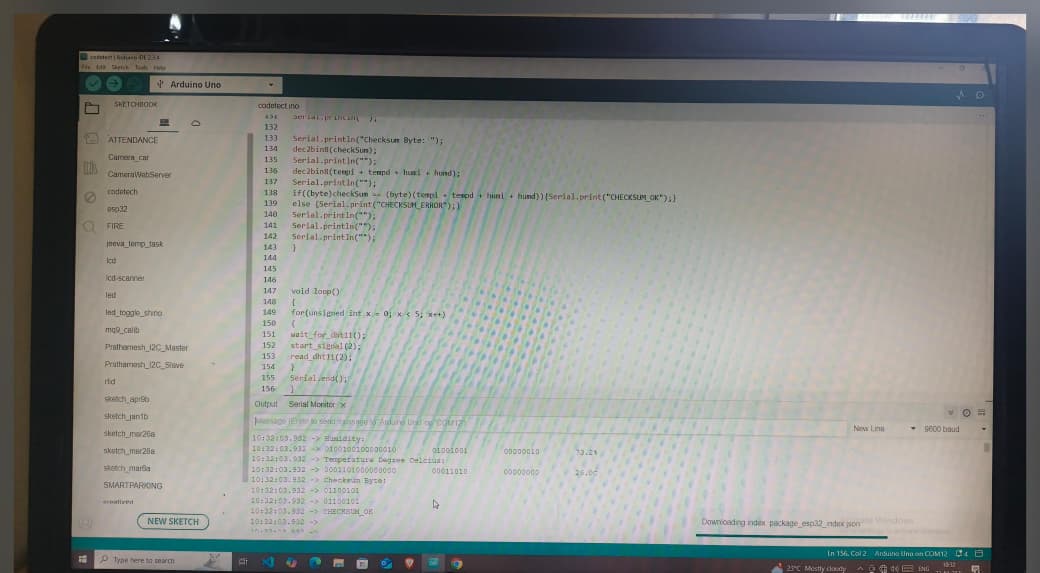 codetect | Arduino IDE 2.3.4
File Edit Sketch Tools Help
Arduino Uno
SKETCHBOOK
ATTENDANCE
Camera_car
CameraWebServer
codetech
esp32
FIRE
jeeva_temp_task
lcd
lcd-scanner
led
led_toggle_shino
mq9_calib
Prathamesh_I2C_Master
Prathamesh_I2C_Slave
rfid
sketch_apr9b
sketch_jan1b
sketch_mar26a
sketch_mar28a
sketch_mar6a
SMARTPARKING
NEW SKETCH
codetect.ino
131 Serial.println(" ");
132
133 Serial.println("Checksum Byte: ");
134 dec2bin8(checkSum);
135 Serial.println("");
136 dec2bin8(tempi + tempd + humi + humd);
137 Serial.println("");
138 if((byte)checkSum == (byte)(tempi + tempd + humi + humd)){Serial.print("CHECKSUM_OK");}
139 else {Serial.print("CHECKSUM_ERROR");}
140 Serial.println("");
141 Serial.println("");
142 Serial.println("");
143 }
144
145
146
147 void loop()
148 {
149 for(unsigned int x = 0; x < 5; x++)
150 {
151 wait_for_dht11();
152 start_signal(2);
153 read_dht11(2);
154 }
155 Serial.end();
156 }
Output Serial Monitor ×
Message (Enter to send message to 'Arduino Uno' on 'COM12')
New Line 9600 baud
10:32:03.932 -> Humidity:
10:32:03.932 -> 0100100100000010 01001001 00000010 73.2%
10:32:03.932 -> Temperature Degree Celcius:
10:32:03.932 -> 0001101000000000 00011010 00000000 26.0C
10:32:03.932 -> Checksum Byte:
10:32:03.932 -> 01100101
10:32:03.932 -> 01100101
10:32:03.932 -> CHECKSUM_OK
10:32:03.932 ->
10:32:03.932 ->
Downloading index: package_esp32_index.json
Windows
Ln 156, Col 2 Arduino Uno on COM12 4
Type here to search
23°C Mostly cloudy ENG 10:32